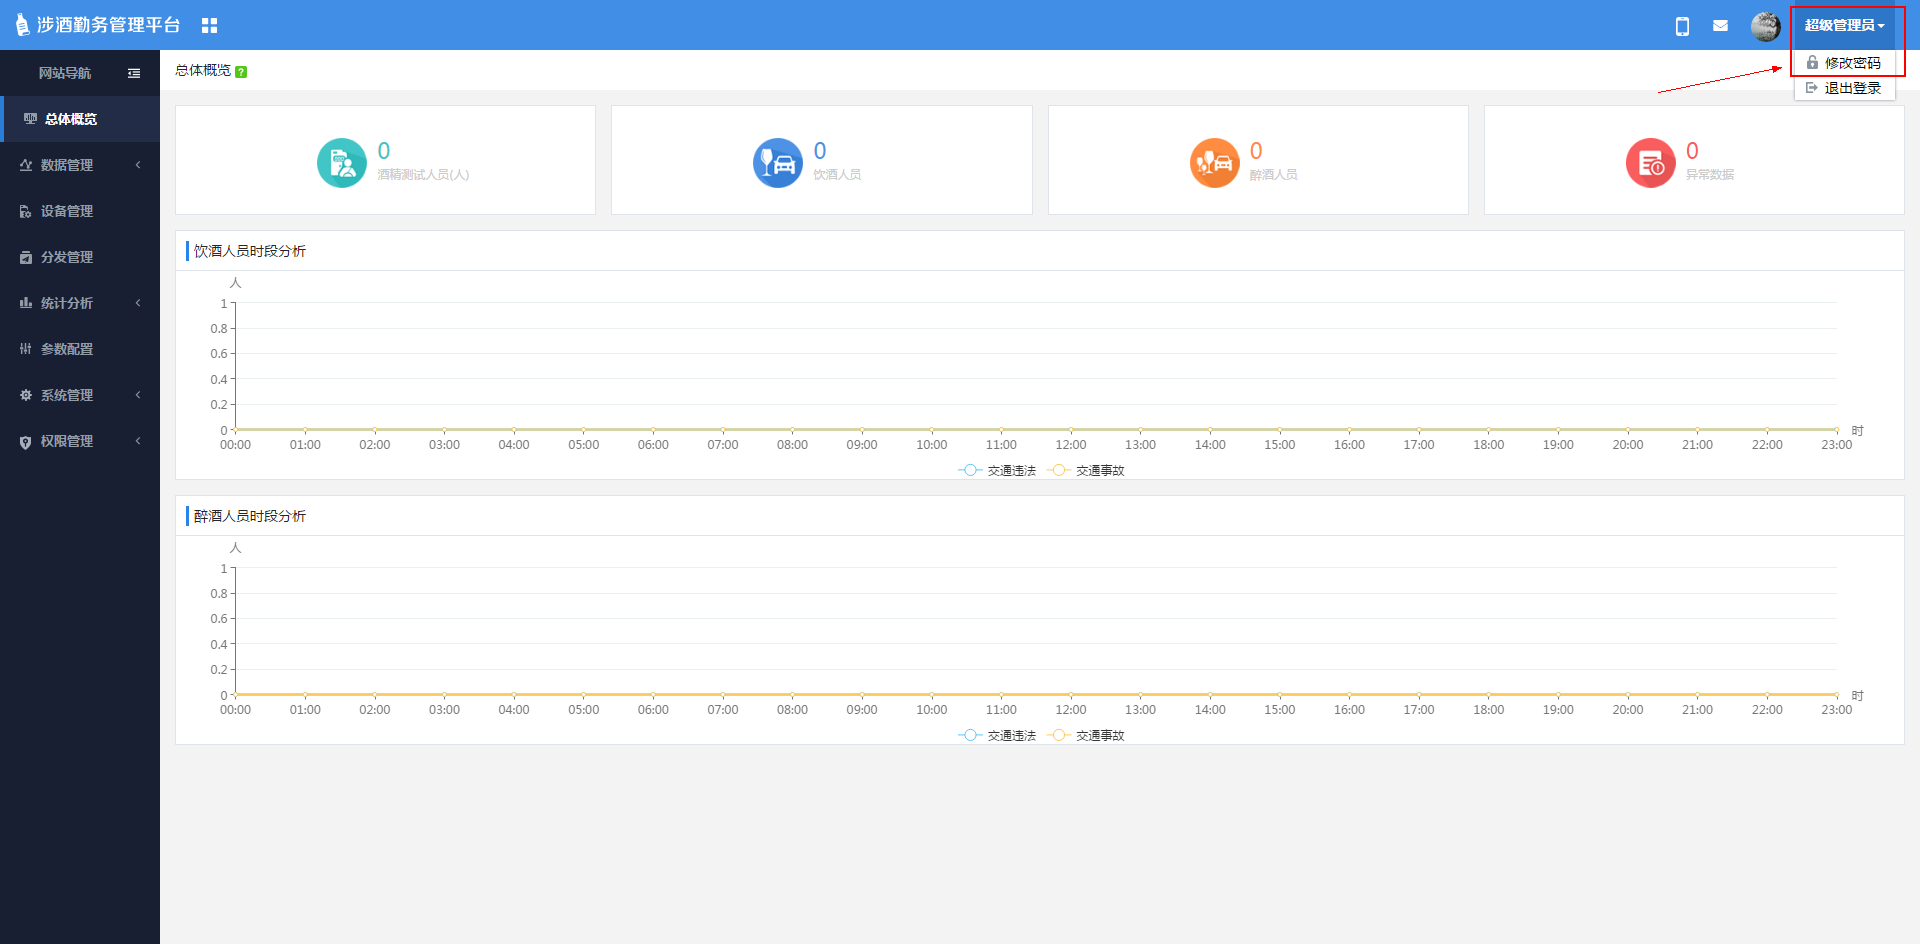 涉酒勤务管理平台
超级管理员
修改密码
退出登录
网站导航
总体概览
数据管理
设备管理
分发管理
统计分析
参数配置
系统管理
权限管理
总体概览 ?
0
酒精测试人员(人)
0
饮酒人员
0
醉酒人员
0
异常数据
饮酒人员时段分析
人
1
0.8
0.6
0.4
0.2
0
00:00 01:00 02:00 03:00 04:00 05:00 06:00 07:00 08:00 09:00 10:00 11:00 12:00 13:00 14:00 15:00 16:00 17:00 18:00 19:00 20:00 21:00 22:00 23:00 时
交通违法 交通事故
醉酒人员时段分析
人
1
0.8
0.6
0.4
0.2
0
00:00 01:00 02:00 03:00 04:00 05:00 06:00 07:00 08:00 09:00 10:00 11:00 12:00 13:00 14:00 15:00 16:00 17:00 18:00 19:00 20:00 21:00 22:00 23:00 时
交通违法 交通事故